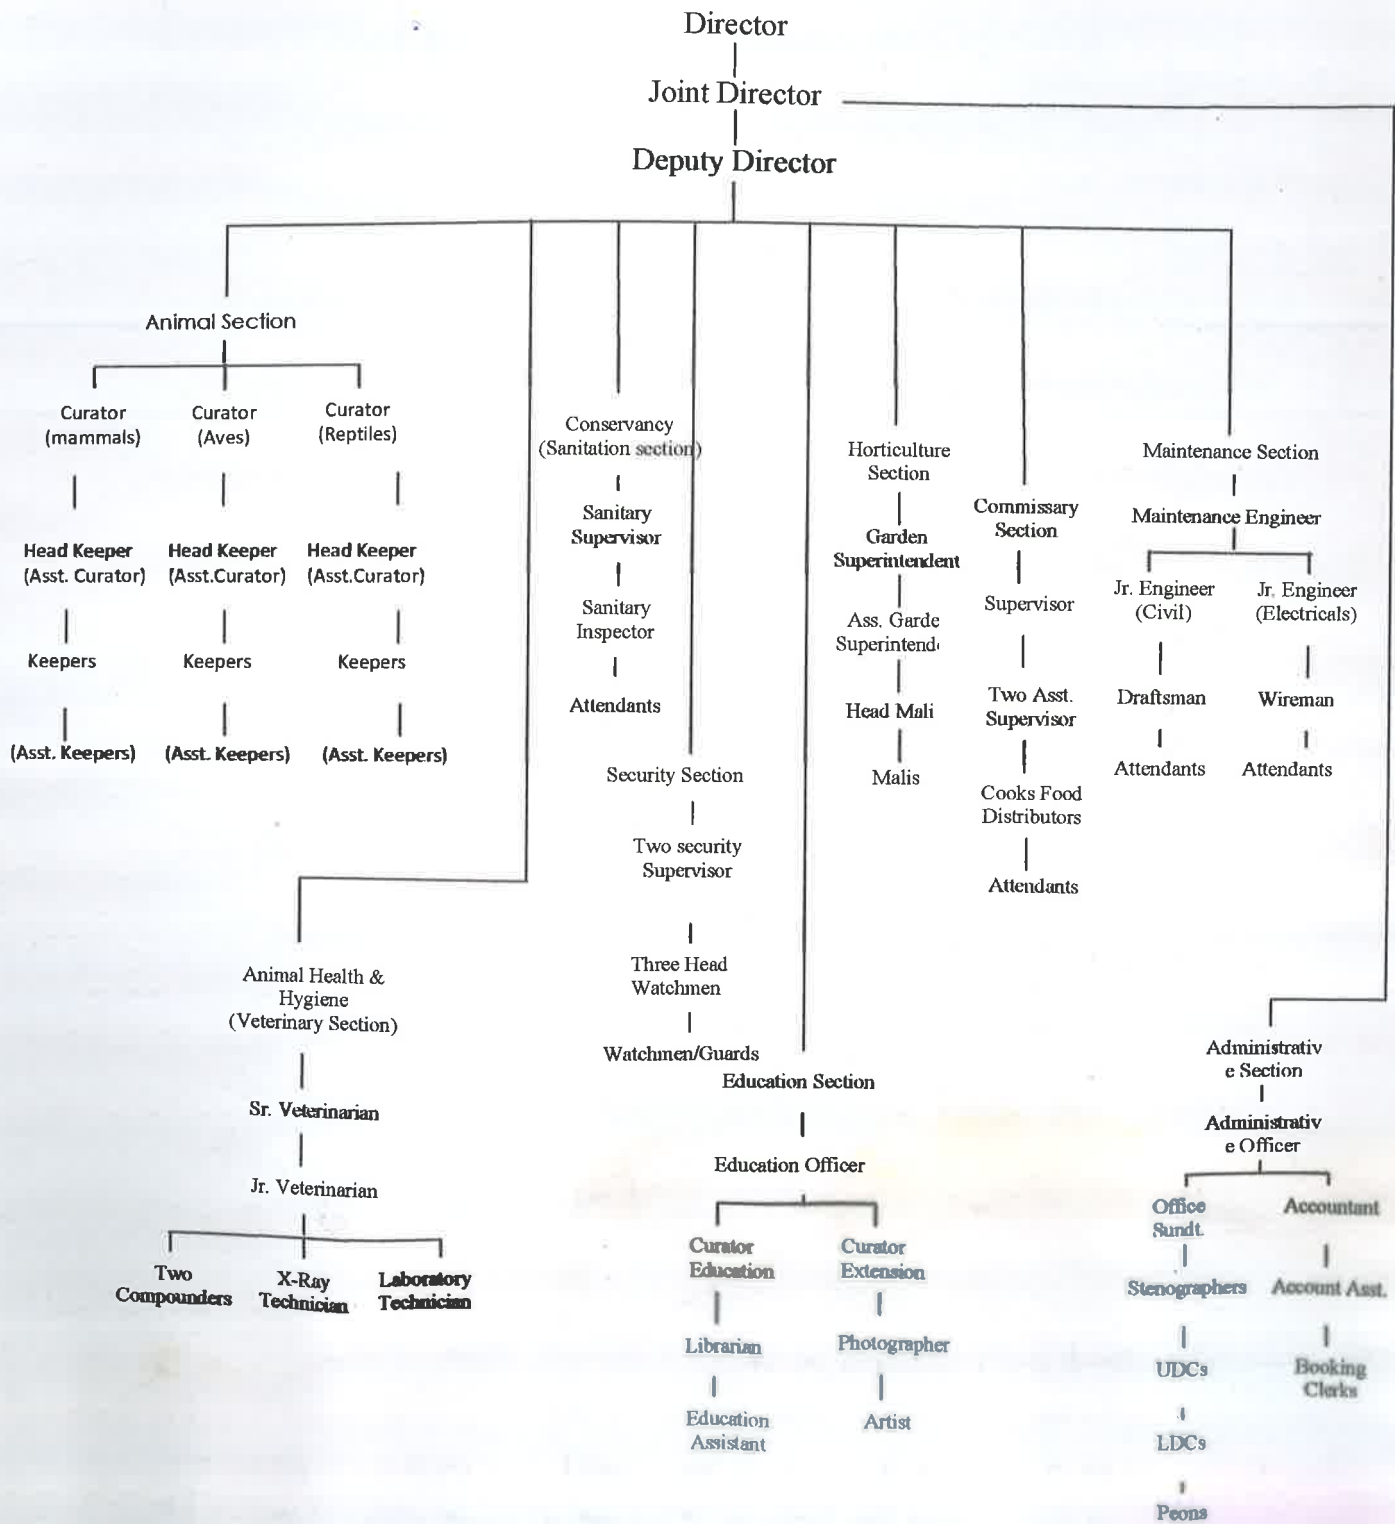 Director
Joint Director
Deputy Director
Animal Section
Curator
(mammals)
Curator
(Aves)
Curator
(Reptiles)
Head Keeper
(Asst. Curator)
Head Keeper
(Asst.Curator)
Head Keeper
(Asst.Curator)
Keepers
Keepers
Keepers
(Asst. Keepers)
(Asst. Keepers)
(Asst. Keepers)
Animal Health &
Hygiene
(Veterinary Section)
Sr. Veterinarian
Jr. Veterinarian
Two
Compounders
X-Ray
Technician
Laboratory
Technician
Conservancy
(Sanitation section)
Sanitary
Supervisor
Sanitary
Inspector
Attendants
Security Section
Two security
Supervisor
Three Head
Watchmen
Watchmen/Guards
Education Section
Education Officer
Curator
Education
Librarian
Education
Assistant
Curator
Extension
Photographer
Artist
Horticulture
Section
Garden
Superintendent
Ass. Garde
Superintend
Head Mali
Malis
Commissary
Section
Supervisor
Two Asst.
Supervisor
Cooks Food
Distributors
Attendants
Maintenance Section
Maintenance Engineer
Jr. Engineer
(Civil)
Draftsman
Attendants
Jr. Engineer
(Electricals)
Wireman
Attendants
Administrativ
e Section
Administrativ
e Officer
Office
Sundt.
Stenographers
UDCs
LDCs
Peons
Accountant
Account Asst.
Booking
Clerks